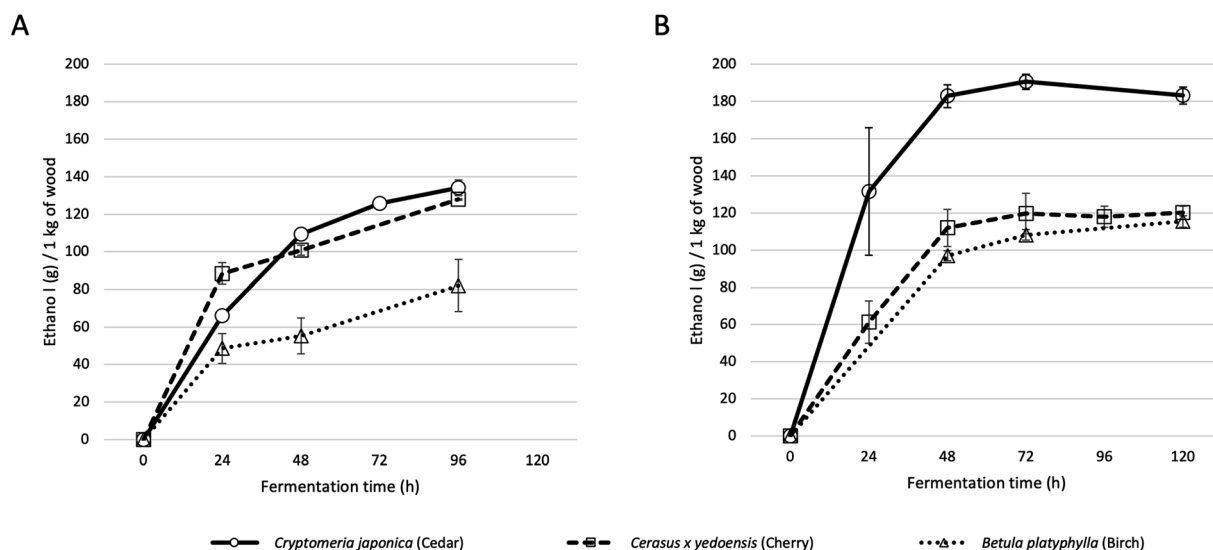 A
B
200
180
160
140
120
100
80
60
40
20
0
Ethano l (g) / 1 kg of wood
0 24 48 72 96 120
Fermentation time (h)
200
180
160
140
120
100
80
60
40
20
0
Ethano l (g) / 1 kg of wood
0 24 48 72 96 120
Fermentation time (h)
Cryptomeria japonica (Cedar)
Cerasus x yedoensis (Cherry)
Betula platyphylla (Birch)